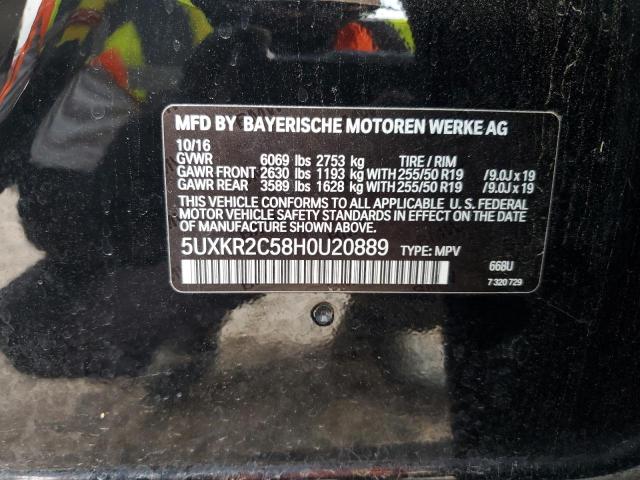 MFD BY BAYERISCHE MOTOREN WERKE AG
10/16
GVWR 6069 lbs 2753 kg TIRE / RIM
GAWR FRONT 2630 lbs 1193 kg WITH 255/50 R19 /9.0J x 19
GAWR REAR 3589 lbs 1628 kg WITH 255/50 R19 /9.0J x 19
THIS VEHICLE CONFORMS TO ALL APPLICABLE U.S. FEDERAL
MOTOR VEHICLE SAFETY STANDARDS IN EFFECT ON THE
DATE OF MANUFACTURE SHOWN ABOVE.
5UXKR2C58H0U20889 TYPE: MPV
668U
7 320 729